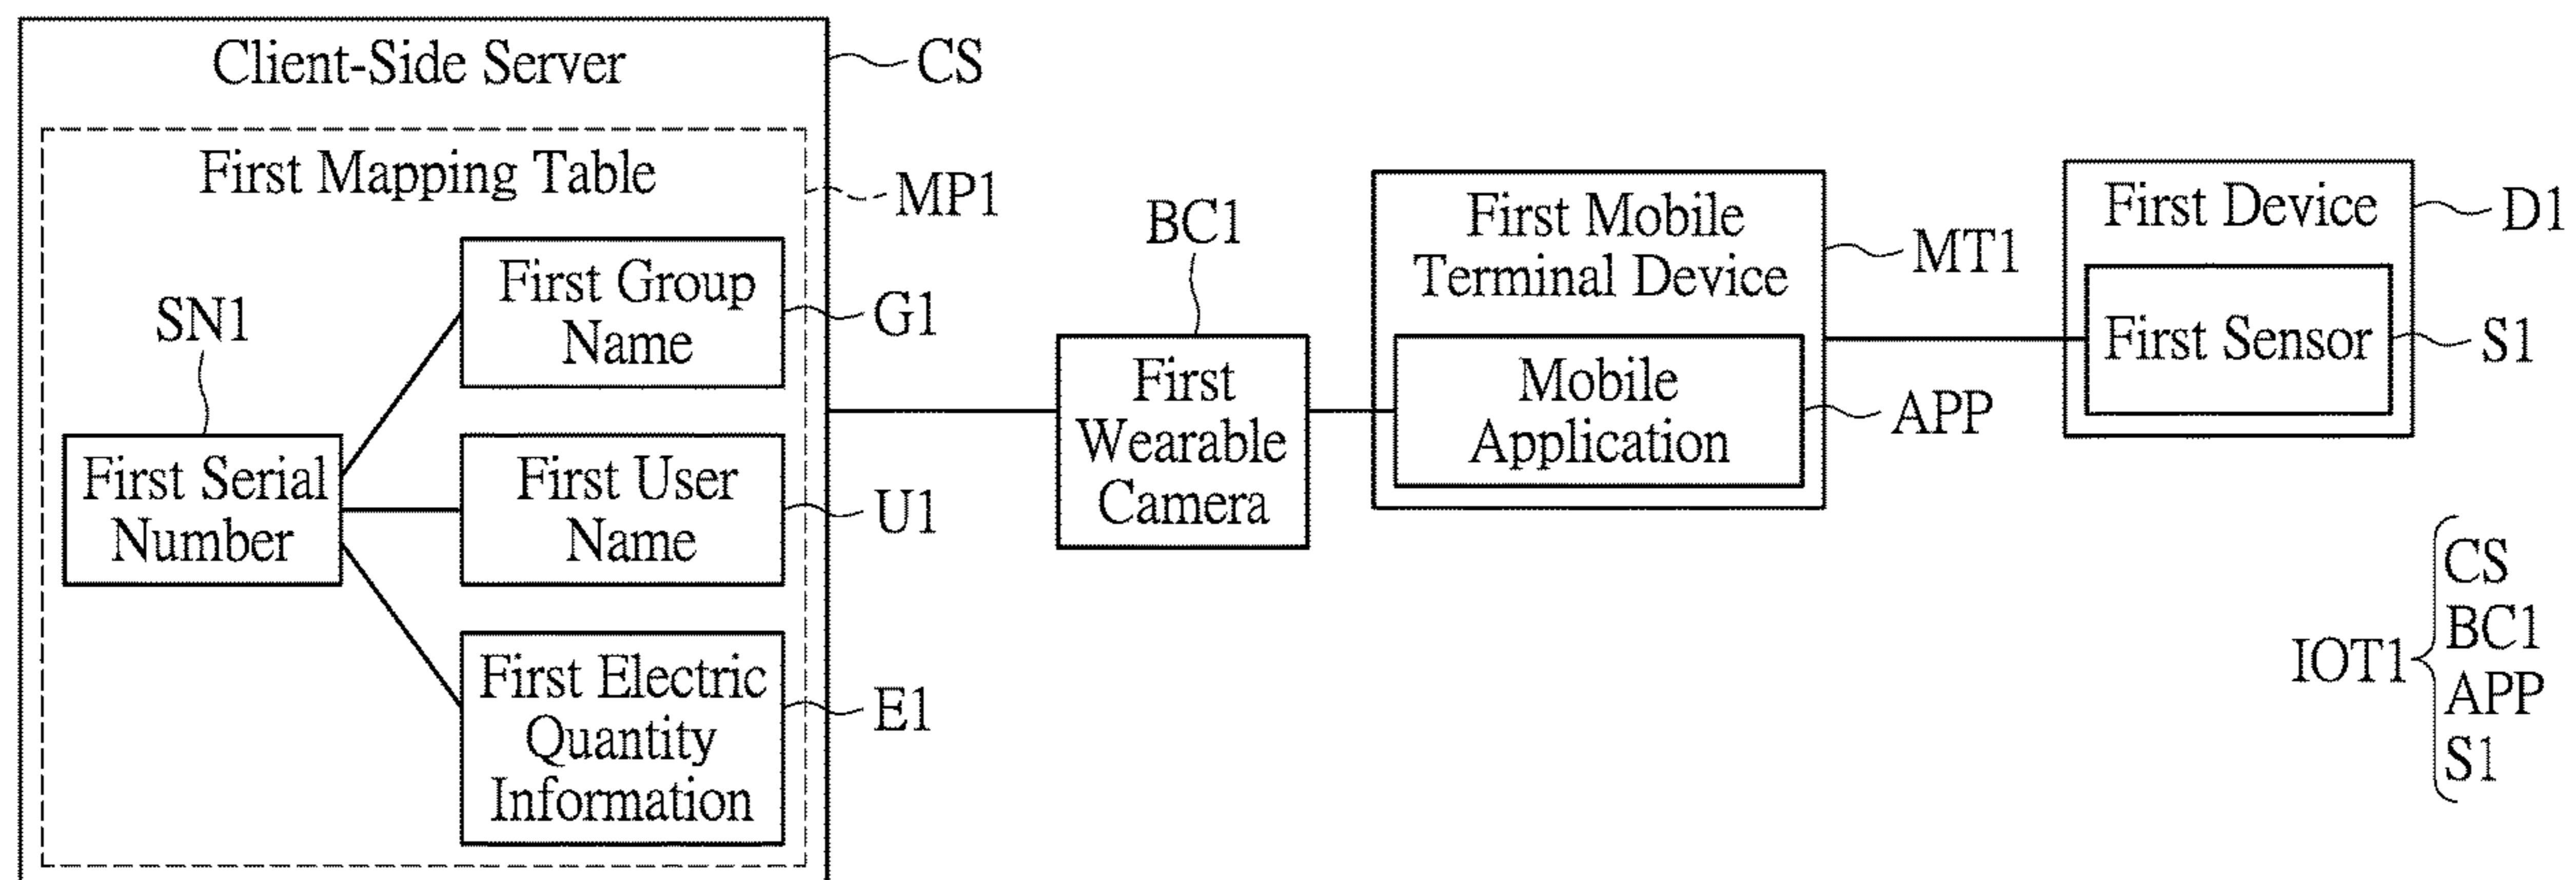 Client-Side Server
CS
First Mapping Table
MP1
SN1
First Serial
Number
First Group
Name
G1
First User
Name
U1
First Electric
Quantity
Information
E1
BC1
First
Wearable
Camera
First Mobile
Terminal Device
MT1
Mobile
Application
APP
First Device
D1
First Sensor
S1
IOT1
CS
BC1
APP
S1